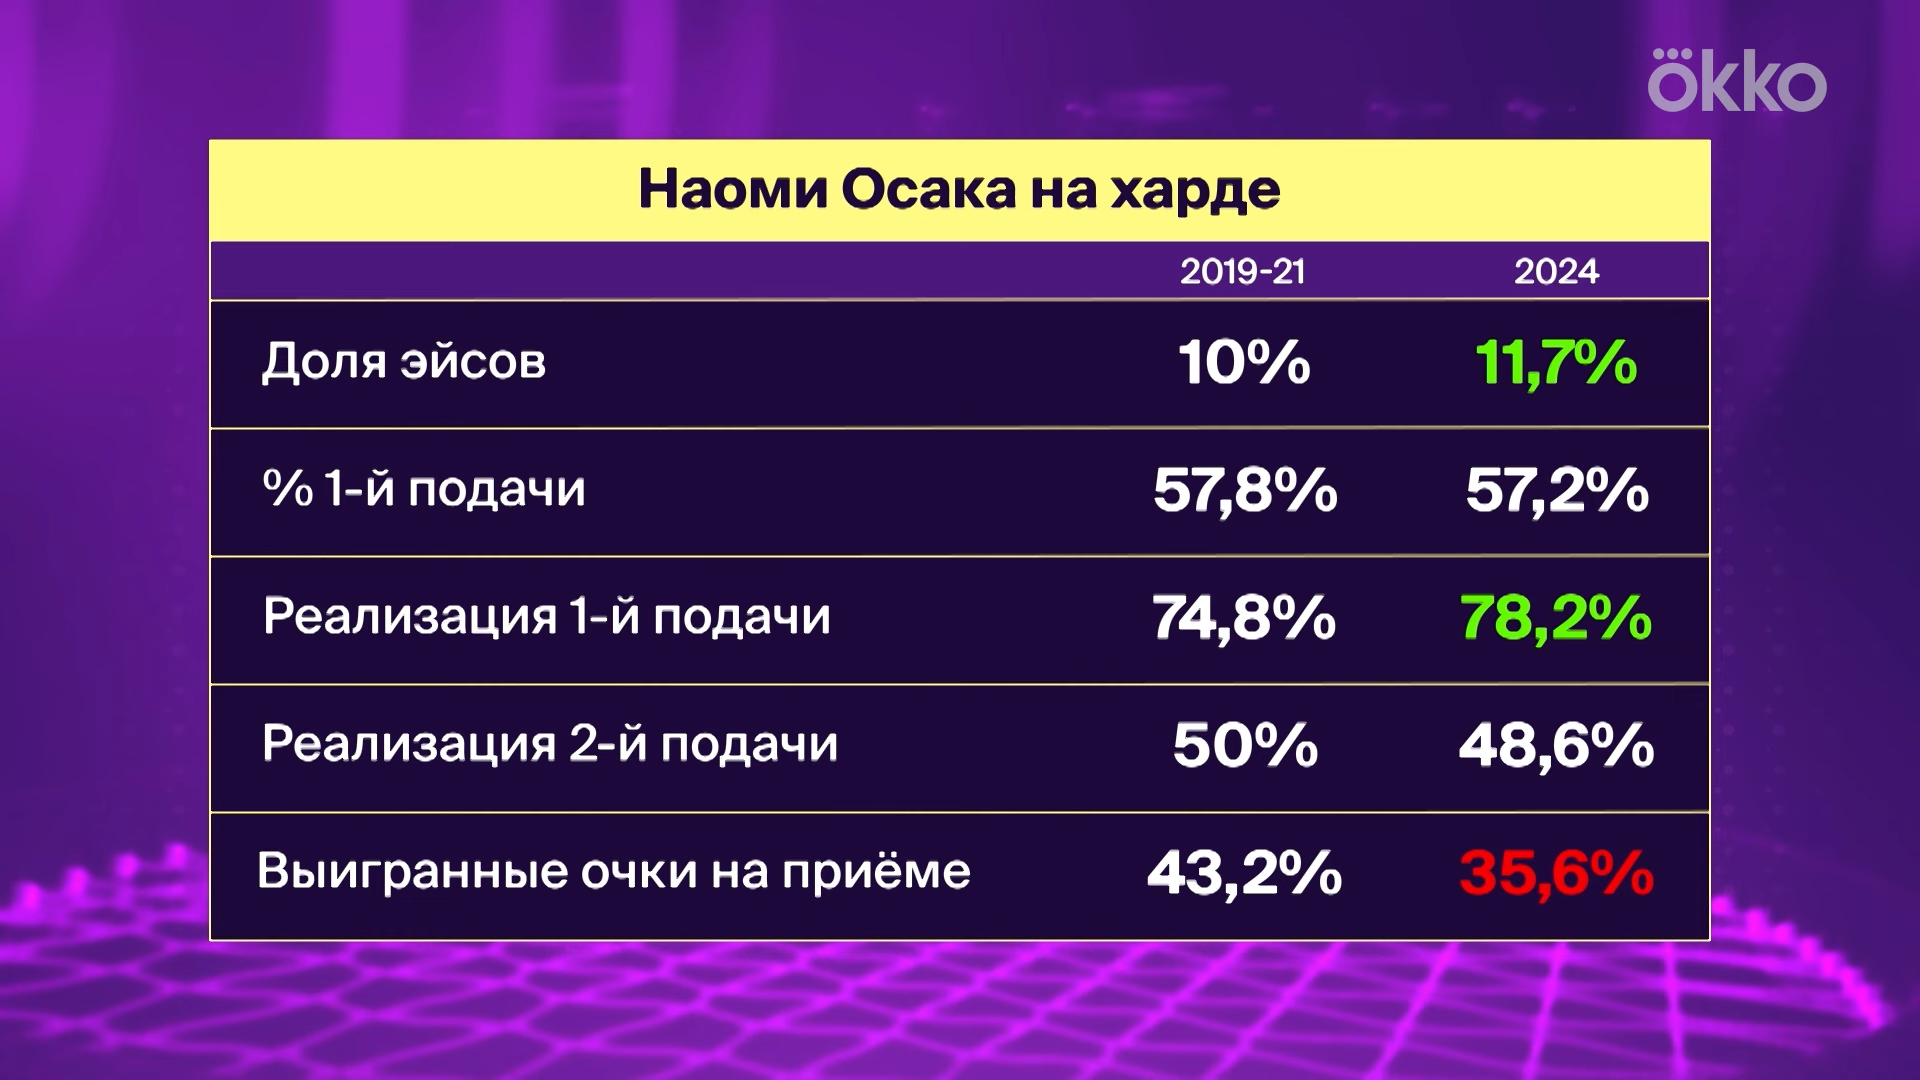 ökko
Наоми Осака на харде
2019-21 2024
Доля эйсов 10% 11,7%
% 1-й подачи 57,8% 57,2%
Реализация 1-й подачи 74,8% 78,2%
Реализация 2-й подачи 50% 48,6%
Выигранные очки на приёме 43,2% 35,6%